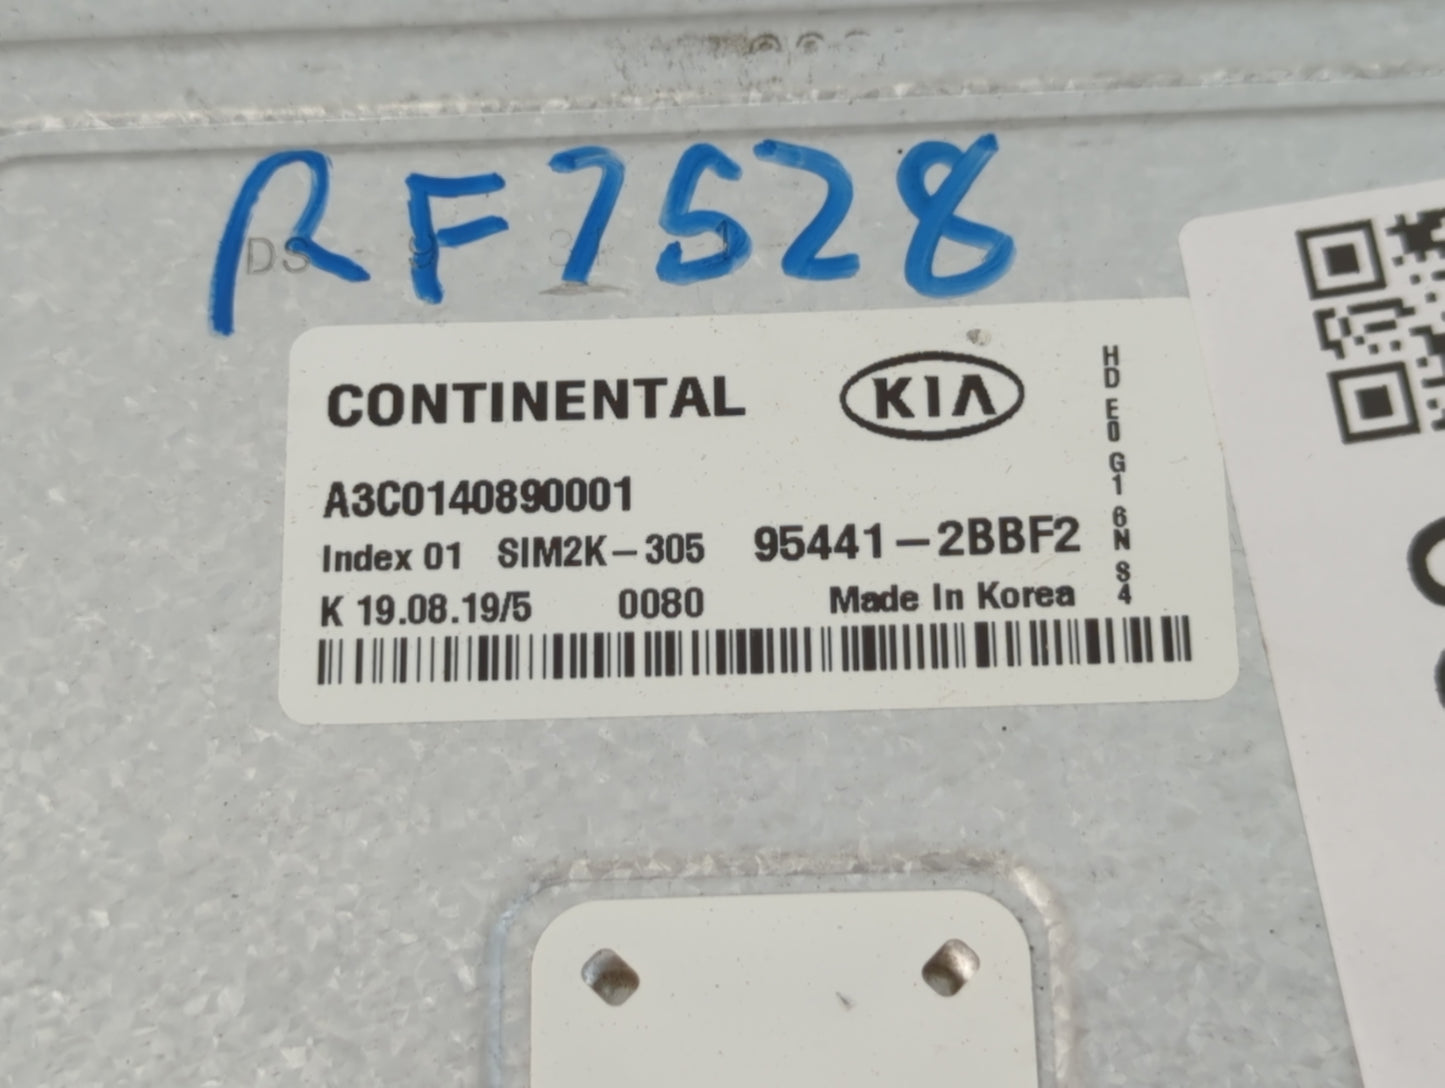 RF7528
CONTINENTAL
KIA
A3C0140890001
Index 01 SIM2K-305 95441-2BBF2
K 19.08.19/5 0080 Made In Korea
HD E0 G1 6N S4